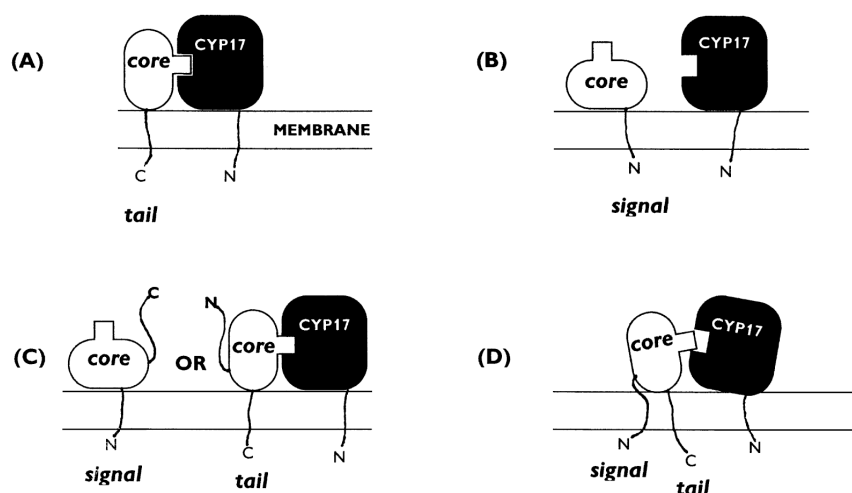 (A)
core
CYP17
MEMBRANE
C
N
tail
(B)
core
CYP17
N
N
signal
(C)
C
core
OR
N
core
CYP17
N
C
N
signal
tail
(D)
core
CYP17
N
C
N
signal
tail